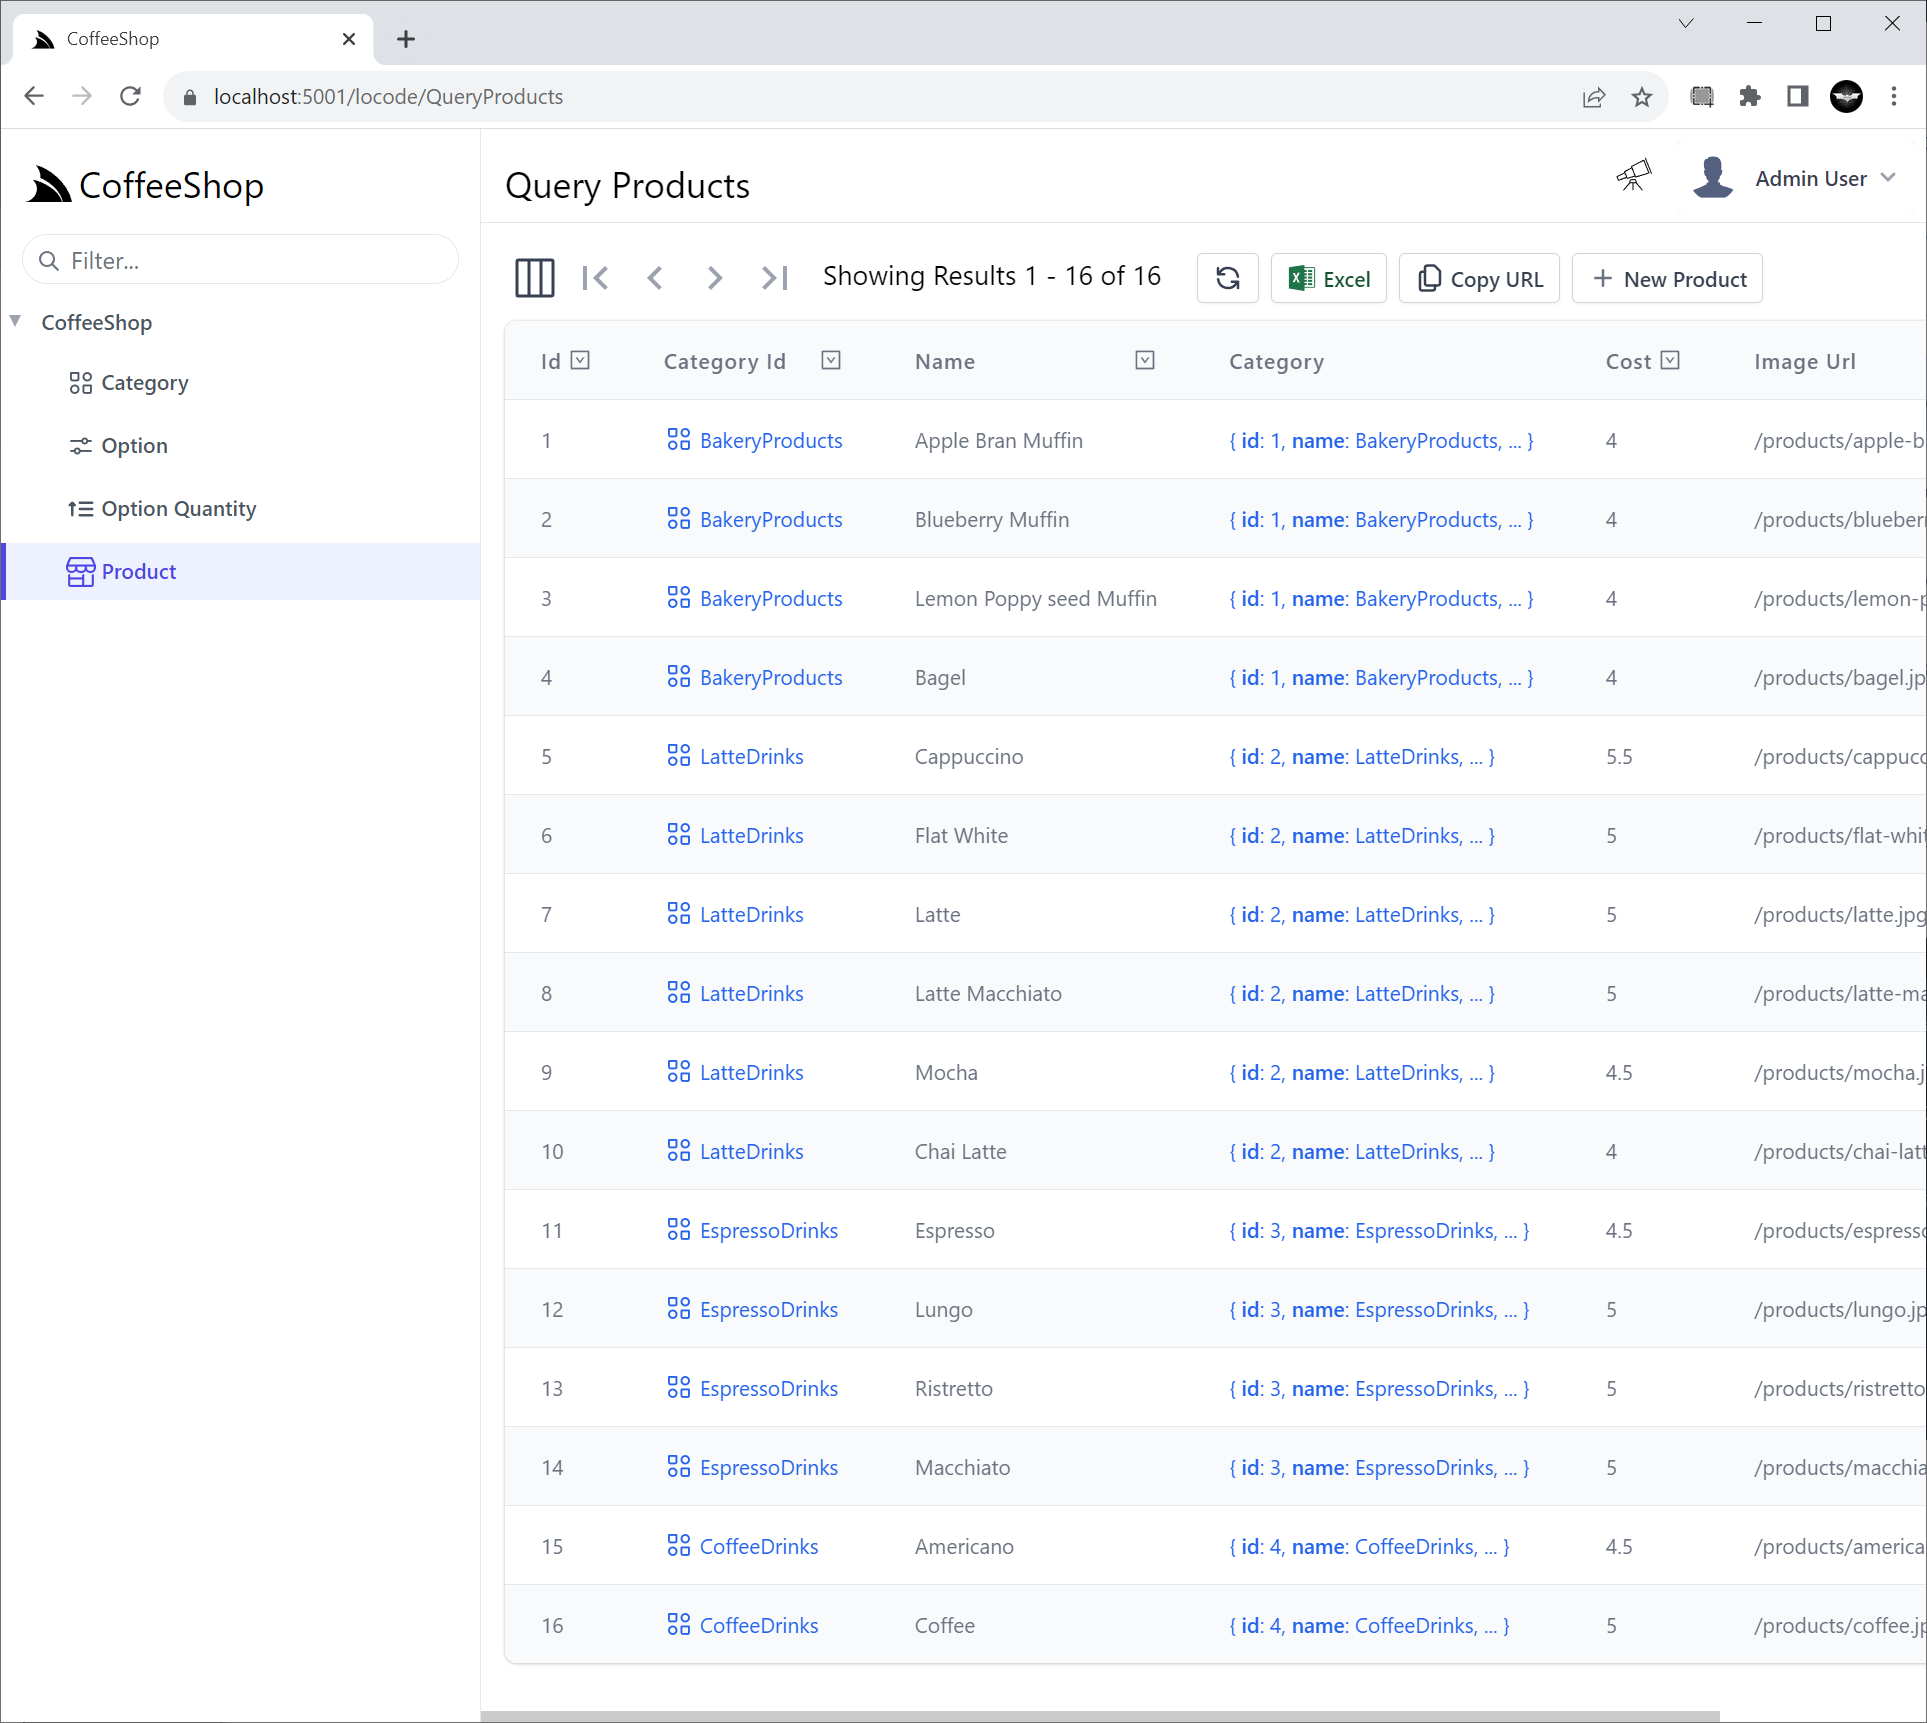 CoffeeShop
localhost:5001/locode/QueryProducts
CoffeeShop
Query Products
Admin User
Filter...
Showing Results 1 - 16 of 16
Excel
Copy URL
New Product
CoffeeShop
Category
Option
Option Quantity
Product
Id Category Id Name Category Cost Image Url
1 BakeryProducts Apple Bran Muffin { id: 1, name: BakeryProducts, ... } 4 /products/apple-b
2 BakeryProducts Blueberry Muffin { id: 1, name: BakeryProducts, ... } 4 /products/blueber
3 BakeryProducts Lemon Poppy seed Muffin { id: 1, name: BakeryProducts, ... } 4 /products/lemon-p
4 BakeryProducts Bagel { id: 1, name: BakeryProducts, ... } 4 /products/bagel.jp
5 LatteDrinks Cappuccino { id: 2, name: LatteDrinks, ... } 5.5 /products/cappucc
6 LatteDrinks Flat White { id: 2, name: LatteDrinks, ... } 5 /products/flat-whi
7 LatteDrinks Latte { id: 2, name: LatteDrinks, ... } 5 /products/latte.jpg
8 LatteDrinks Latte Macchiato { id: 2, name: LatteDrinks, ... } 5 /products/latte-ma
9 LatteDrinks Mocha { id: 2, name: LatteDrinks, ... } 4.5 /products/mocha.j
10 LatteDrinks Chai Latte { id: 2, name: LatteDrinks, ... } 4 /products/chai-latt
11 EspressoDrinks Espresso { id: 3, name: EspressoDrinks, ... } 4.5 /products/espresso
12 EspressoDrinks Lungo { id: 3, name: EspressoDrinks, ... } 5 /products/lungo.jp
13 EspressoDrinks Ristretto { id: 3, name: EspressoDrinks, ... } 5 /products/ristretto
14 EspressoDrinks Macchiato { id: 3, name: EspressoDrinks, ... } 5 /products/macchia
15 CoffeeDrinks Americano { id: 4, name: CoffeeDrinks, ... } 4.5 /products/america
16 CoffeeDrinks Coffee { id: 4, name: CoffeeDrinks, ... } 5 /products/coffee.jp